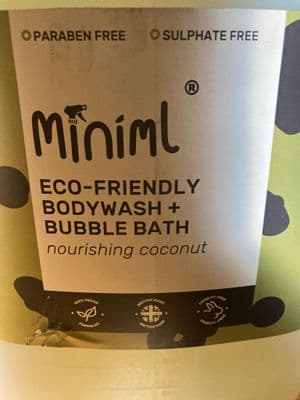 PARABEN FREE SULPHATE FREE
Miniml ®
ECO-FRIENDLY
BODYWASH +
BUBBLE BATH
nourishing coconut